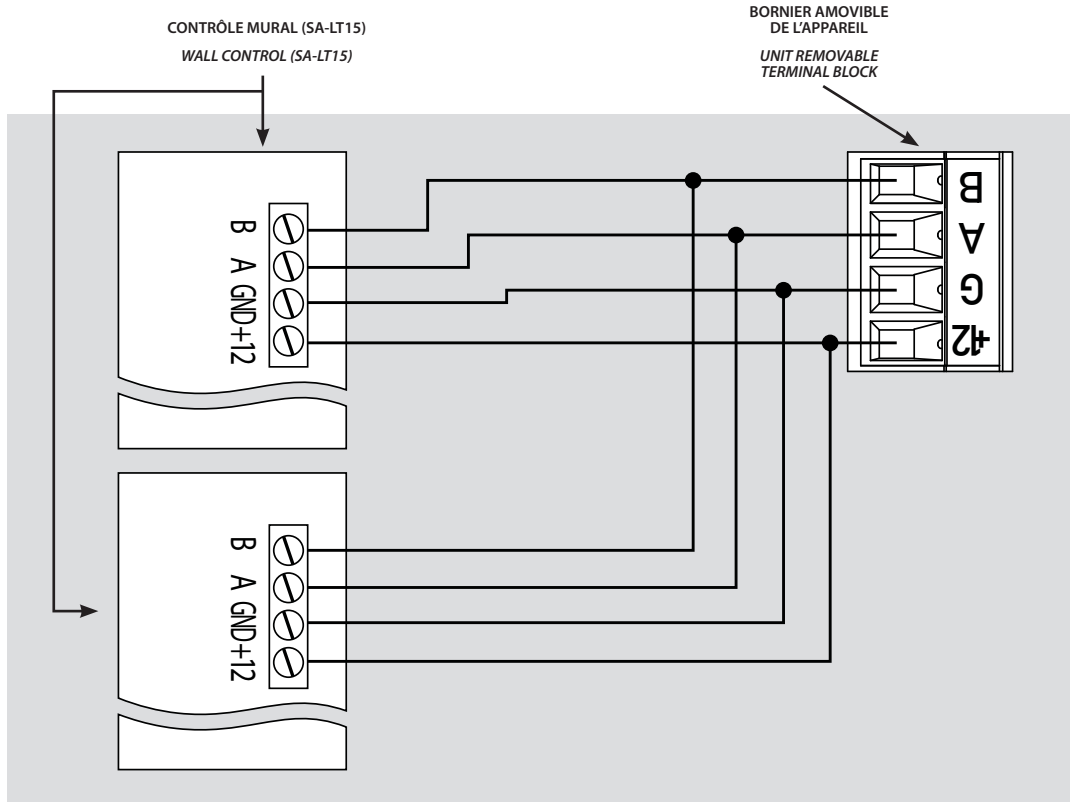 CONTRÔLE MURAL (SA-LT15)
WALL CONTROL (SA-LT15)
BORNIER AMOVIBLE
DE L'APPAREIL
UNIT REMOVABLE
TERMINAL BLOCK
B
A
GND
+12
B
A
G
+12
B
A
GND
+12